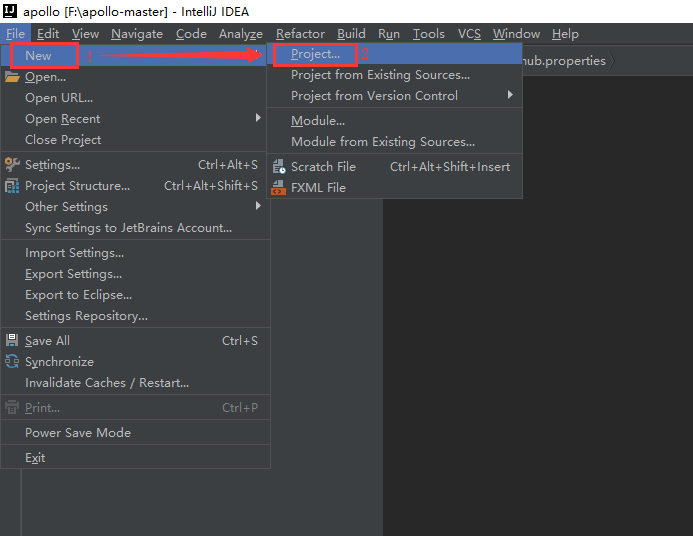 IJ apollo [F:\apollo-master] - IntelliJ IDEA
File Edit View Navigate Code Analyze Refactor Build Run Tools VCS Window Help
New 1
Project... 2
hub.properties
Open...
Project from Existing Sources...
Open URL...
Project from Version Control
Open Recent
Module...
Close Project
Module from Existing Sources...
Settings... Ctrl+Alt+S
Scratch File Ctrl+Alt+Shift+Insert
Project Structure... Ctrl+Alt+Shift+S
FXML File
Other Settings
Sync Settings to JetBrains Account...
Import Settings...
Export Settings...
Export to Eclipse...
Settings Repository...
Save All Ctrl+S
Synchronize
Invalidate Caches / Restart...
Print... Ctrl+P
Power Save Mode
Exit